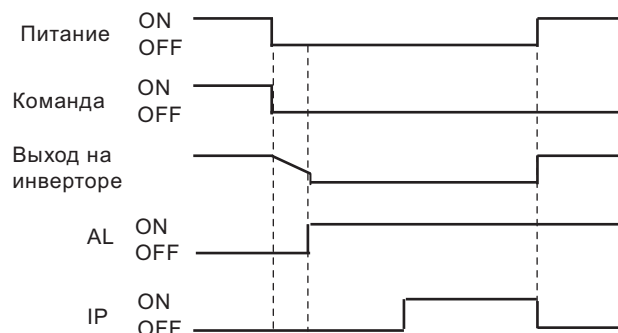 Питание ON
OFF
Команда ON
OFF
Выход на
инверторе
AL ON
OFF
IP ON
OFF